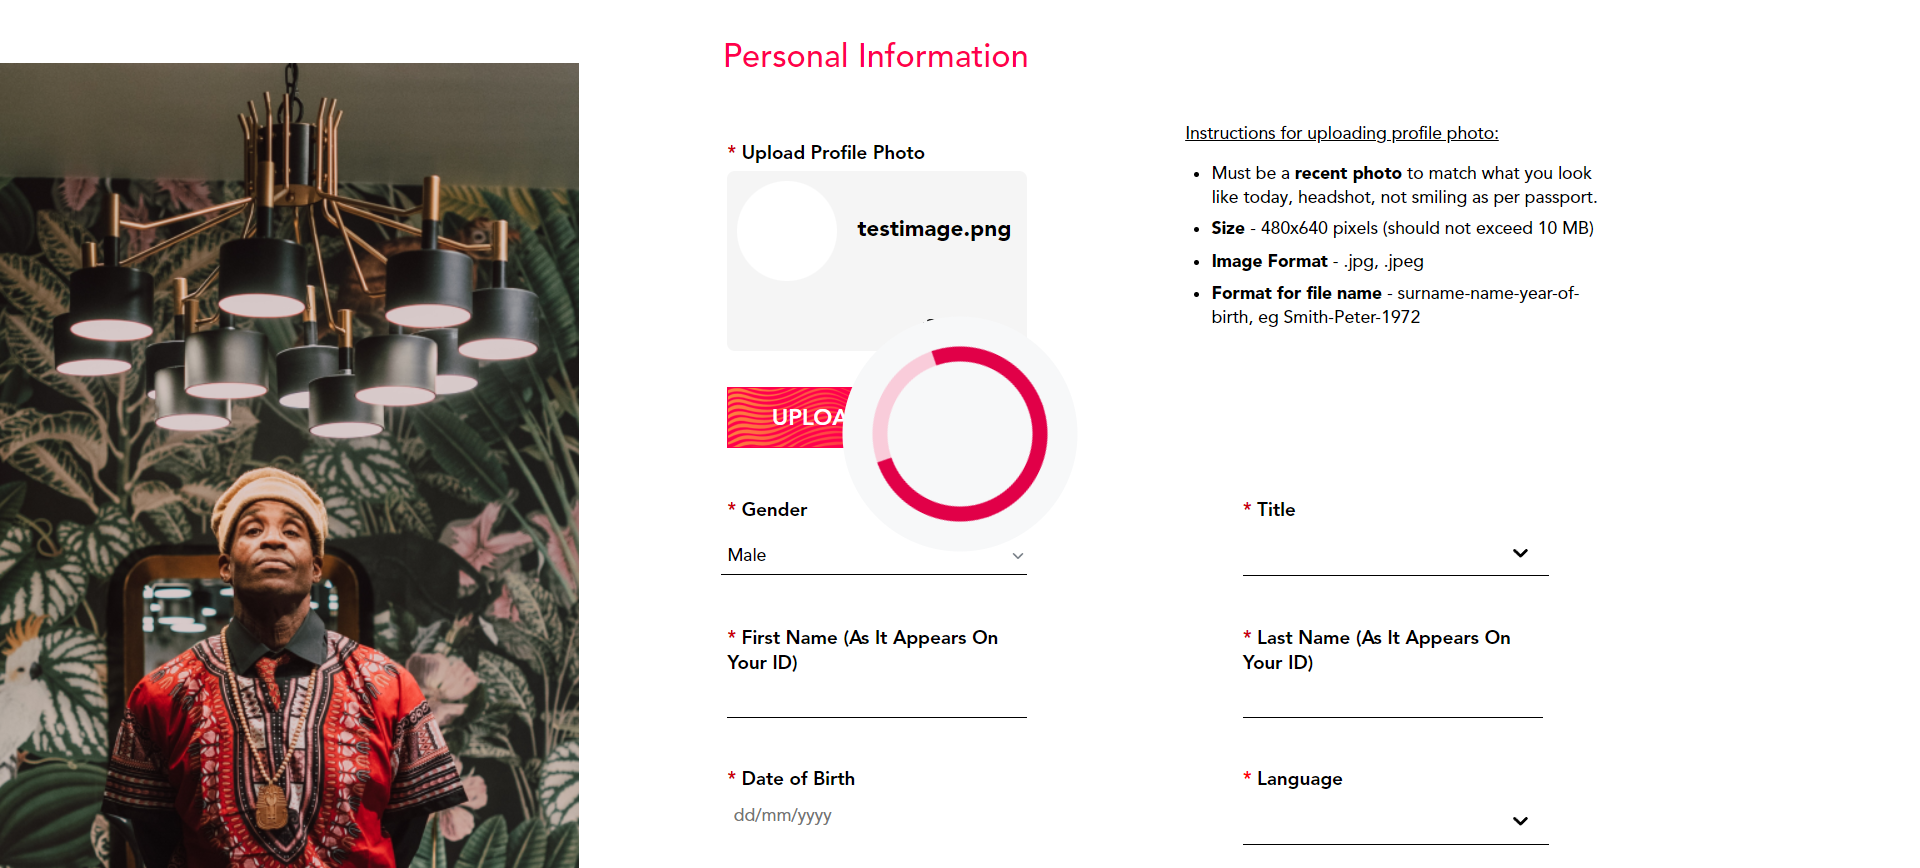 Personal Information
Instructions for uploading profile photo:
* Upload Profile Photo
• Must be a recent photo to match what you look
like today, headshot, not smiling as per passport.
testimage.png
• Size - 480x640 pixels (should not exceed 10 MB)
• Image Format - .jpg, .jpeg
• Format for file name - surname-name-year-of-
birth, eg Smith-Peter-1972
* Gender
* Title
Male
* First Name (As It Appears On
Your ID)
* Last Name (As It Appears On
Your ID)
* Date of Birth
* Language
dd/mm/yyyy